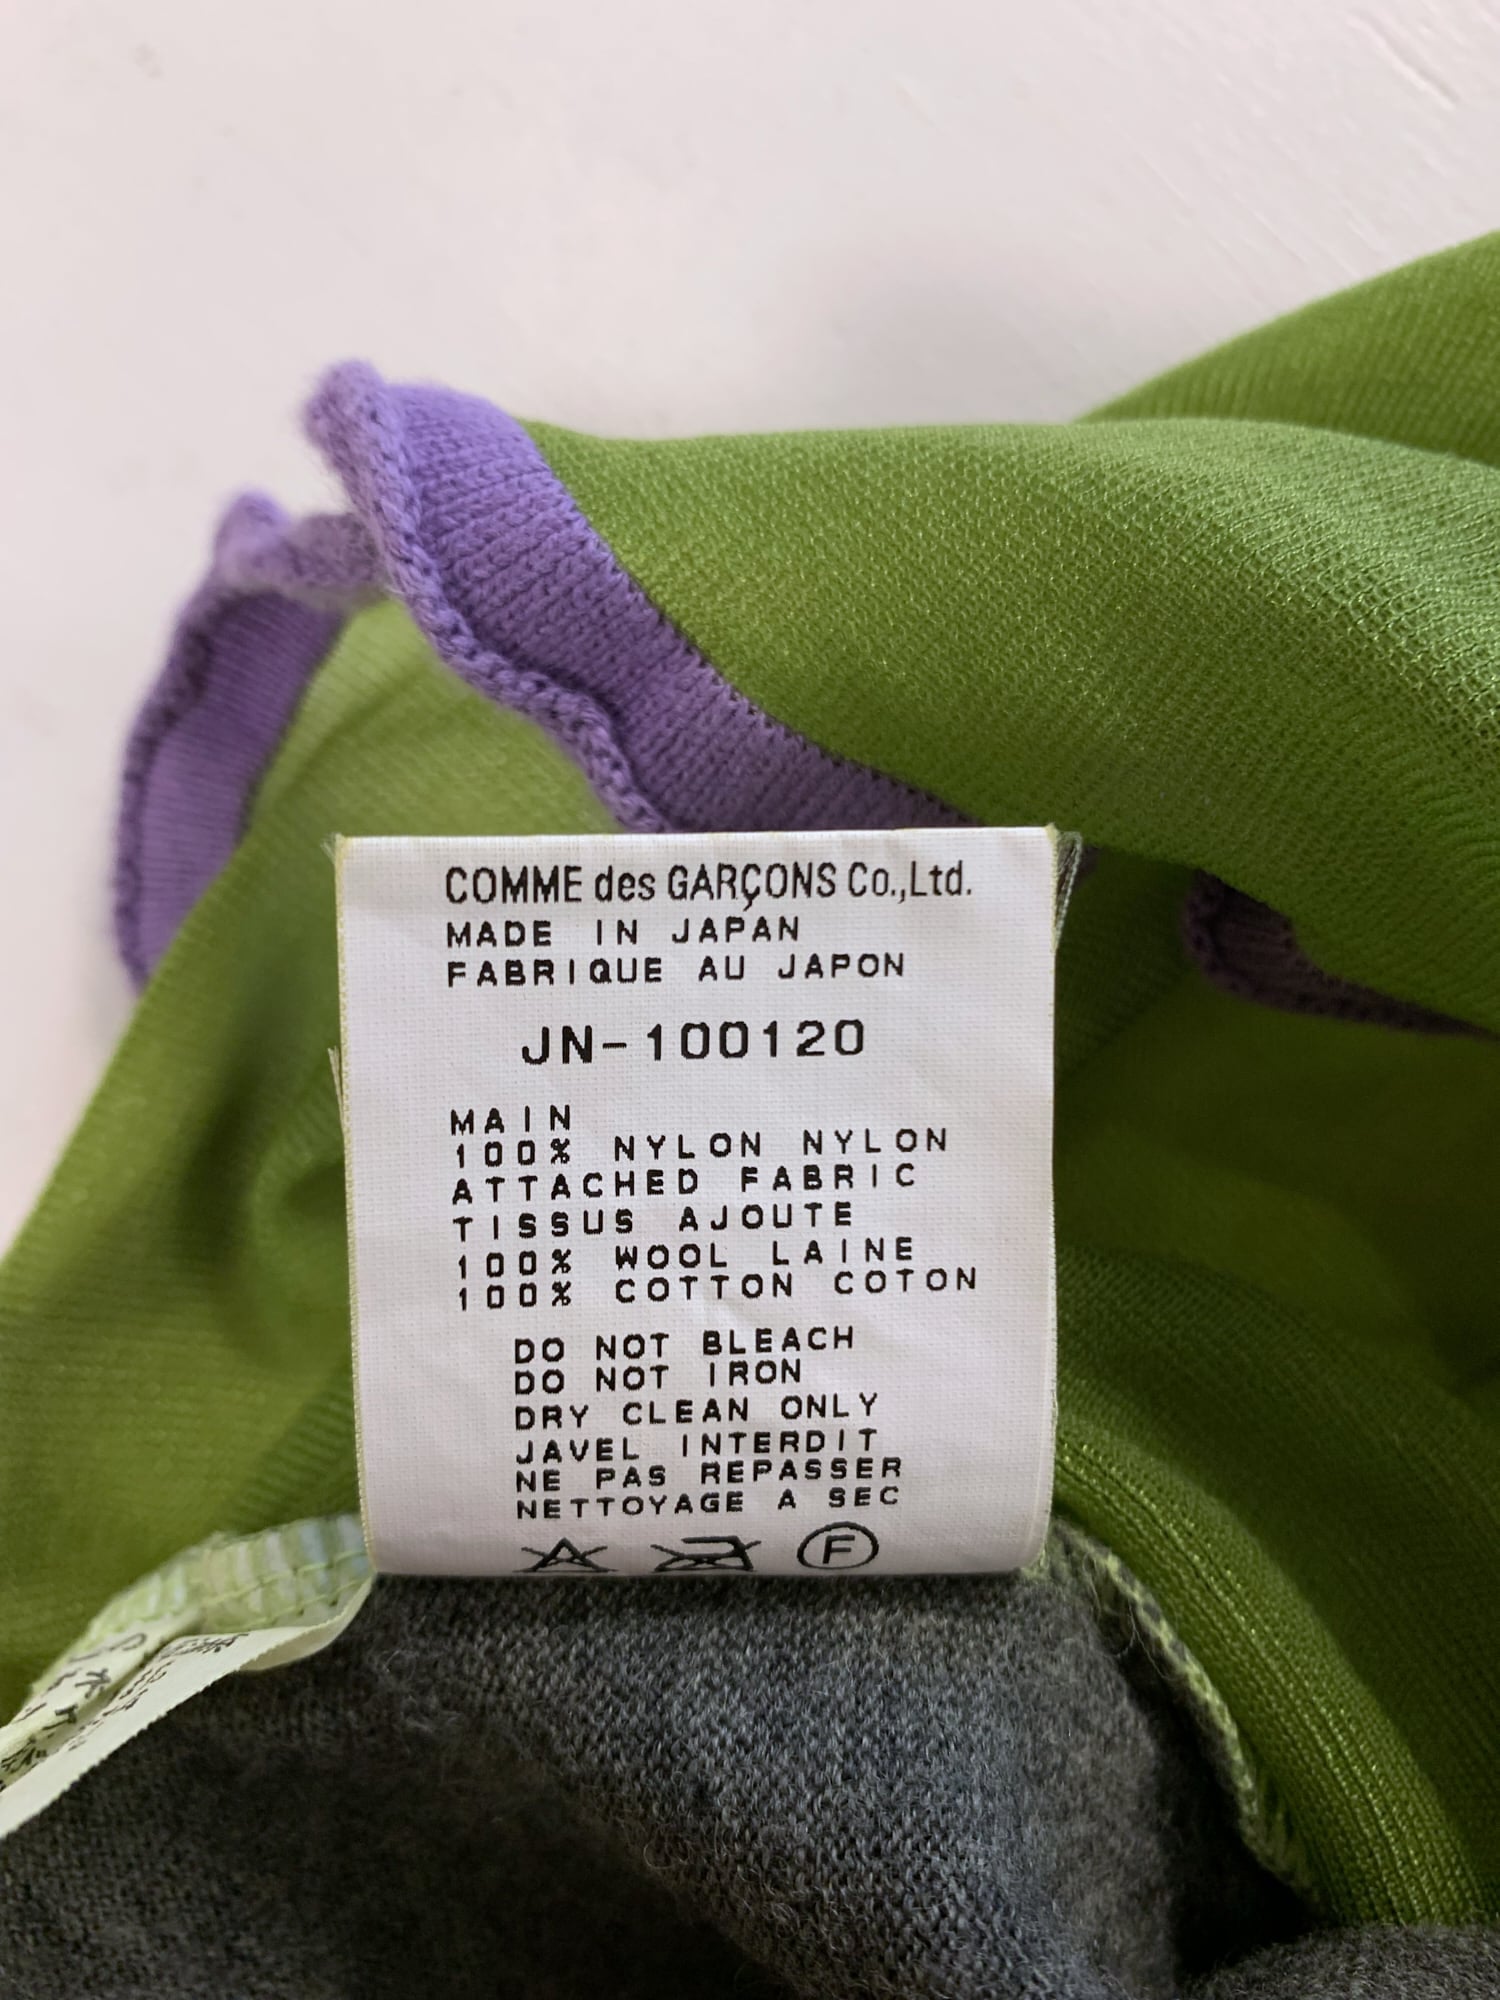 COMME des GARÇONS Co.,Ltd.
MADE IN JAPAN
FABRIQUE AU JAPON
JN-100120
MAIN
100% NYLON NYLON
ATTACHED FABRIC
TISSUS AJOUTE
100% WOOL LAINE
100% COTTON COTON
DO NOT BLEACH
DO NOT IRON
DRY CLEAN ONLY
JAVEL INTERDIT
NE PAS REPASSER
NETTOYAGE A SEC
A F